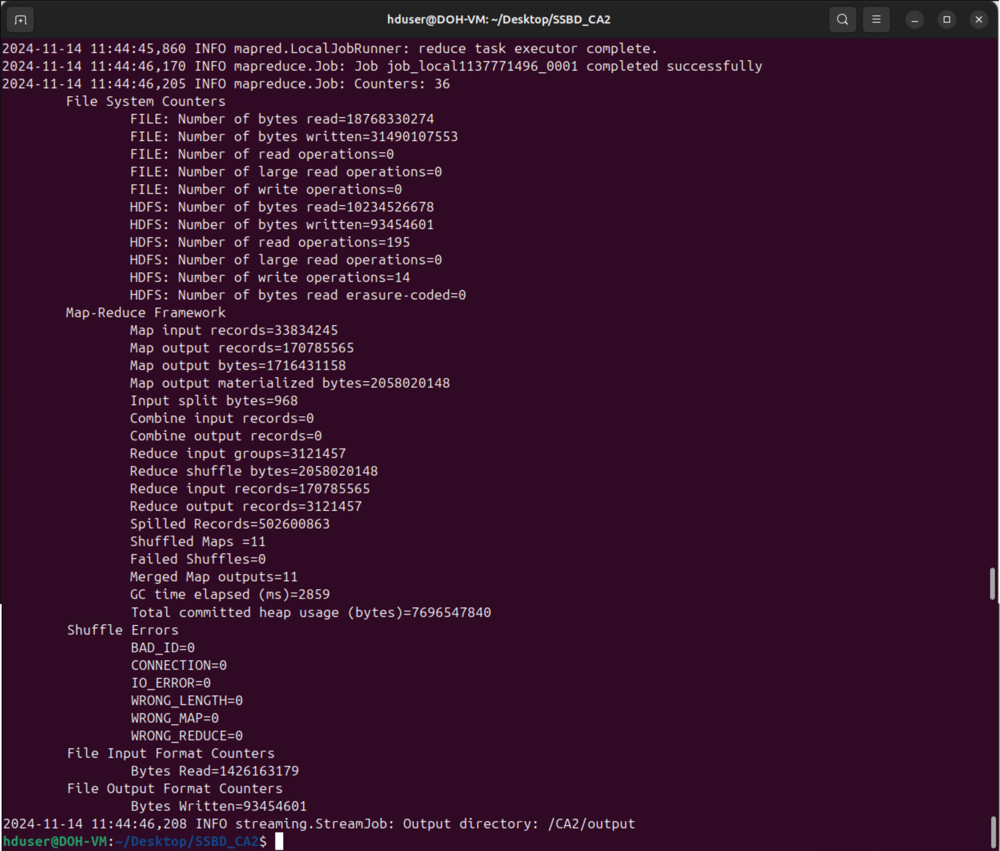 hduser@DOH-VM: ~/Desktop/SSBD_CA2
2024-11-14 11:44:45,860 INFO mapred.LocalJobRunner: reduce task executor complete.
2024-11-14 11:44:46,170 INFO mapreduce.Job: Job job_local1137771496_0001 completed successfully
2024-11-14 11:44:46,205 INFO mapreduce.Job: Counters: 36
File System Counters
FILE: Number of bytes read=18768330274
FILE: Number of bytes written=31490107553
FILE: Number of read operations=0
FILE: Number of large read operations=0
FILE: Number of write operations=0
HDFS: Number of bytes read=10234526678
HDFS: Number of bytes written=93454601
HDFS: Number of read operations=195
HDFS: Number of large read operations=0
HDFS: Number of write operations=14
HDFS: Number of bytes read erasure-coded=0
Map-Reduce Framework
Map input records=33834245
Map output records=170785565
Map output bytes=1716431158
Map output materialized bytes=2058020148
Input split bytes=968
Combine input records=0
Combine output records=0
Reduce input groups=3121457
Reduce shuffle bytes=2058020148
Reduce input records=170785565
Reduce output records=3121457
Spilled Records=502600863
Shuffled Maps =11
Failed Shuffles=0
Merged Map outputs=11
GC time elapsed (ms)=2859
Total committed heap usage (bytes)=7696547840
Shuffle Errors
BAD_ID=0
CONNECTION=0
IO_ERROR=0
WRONG_LENGTH=0
WRONG_MAP=0
WRONG_REDUCE=0
File Input Format Counters
Bytes Read=1426163179
File Output Format Counters
Bytes Written=93454601
2024-11-14 11:44:46,208 INFO streaming.StreamJob: Output directory: /CA2/output
hduser@DOH-VM:~/Desktop/SSBD_CA2$